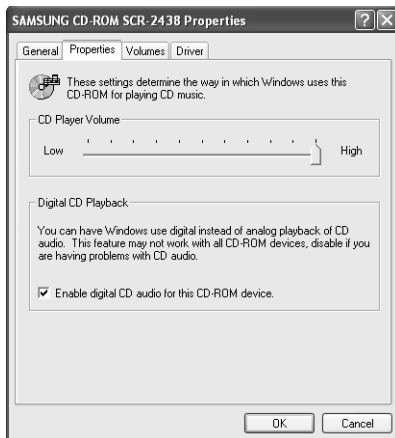 SAMSUNG CD-ROM SCR-2438 Properties
General Properties Volumes Driver
These settings determine the way in which Windows uses this
CD-ROM for playing CD music.
CD Player Volume
Low High
Digital CD Playback
You can have Windows use digital instead of analog playback of CD
audio. This feature may not work with all CD-ROM devices, disable if you
are having problems with CD audio.
Enable digital CD audio for this CD-ROM device.
OK Cancel